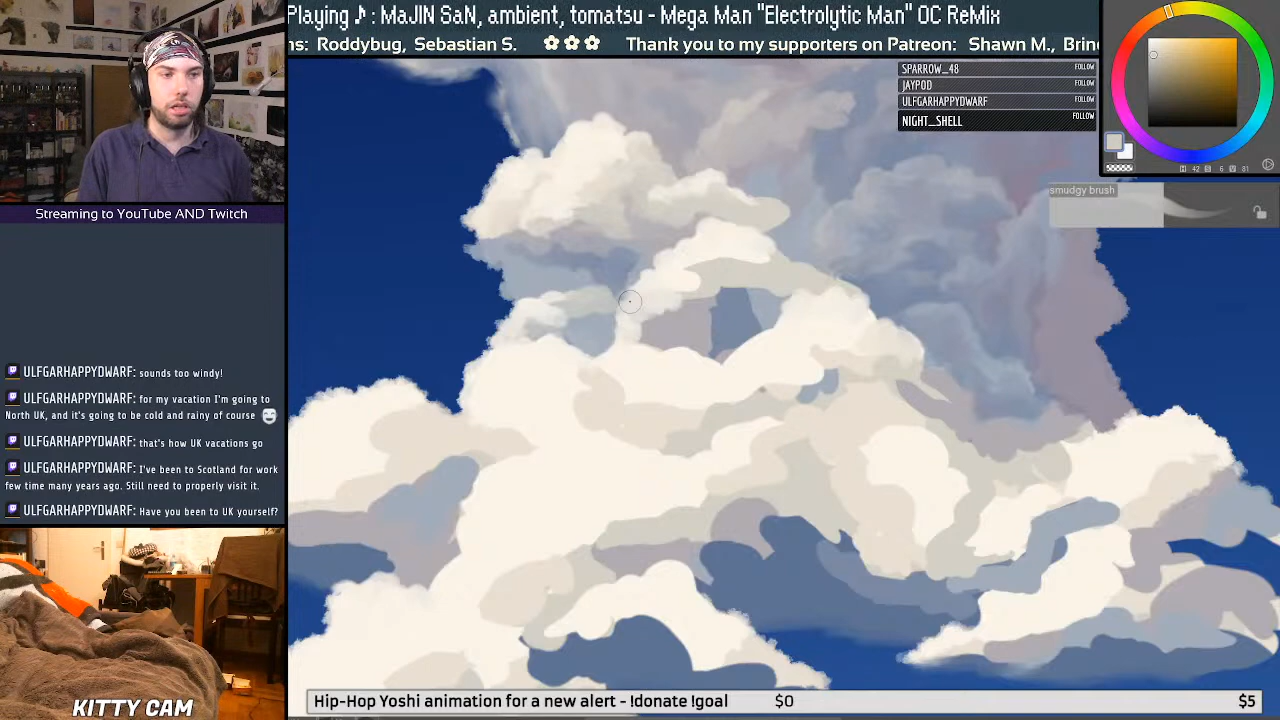 Playing ♪ : MaJIN SaN, ambient, tomatsu - Mega Man "Electrolytic Man" OC ReMix
ns: Roddybug, Sebastian S. ✿ ✿ ✿ Thank you to my supporters on Patreon: Shawn M., Brin
SPARROW_48 FOLLOW
JAYPOD FOLLOW
ULFGARHAPPYDWARF FOLLOW
NIGHT_SHELL FOLLOW
H 42 S 6 V 81
smudgy brush
Streaming to YouTube AND Twitch
ULFGARHAPPYDWARF: sounds too windy!
ULFGARHAPPYDWARF: for my vacation I'm going to
North UK, and it's going to be cold and rainy of course
ULFGARHAPPYDWARF: that's how UK vacations go
ULFGARHAPPYDWARF: I've been to Scotland for work
few time many years ago. Still need to properly visit it.
ULFGARHAPPYDWARF: Have you been to UK yourself?
KITTY CAM
Hip-Hop Yoshi animation for a new alert - !donate !goal $0 $5